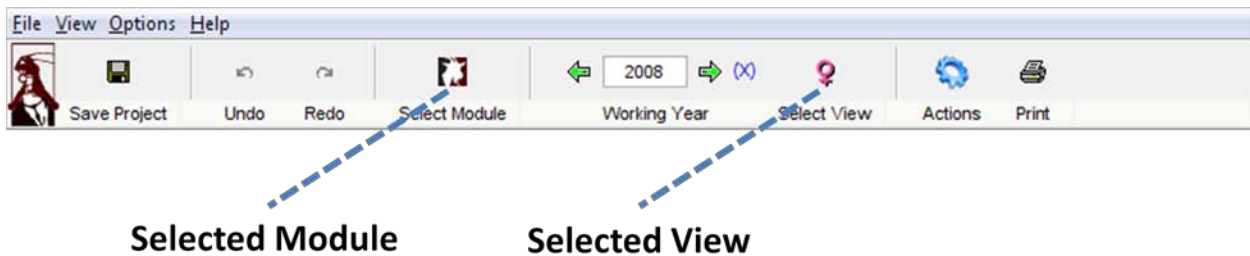 File View Options Help
2008 (X)
Save Project Undo Redo Select Module Working Year Select View Actions Print
Selected Module Selected View